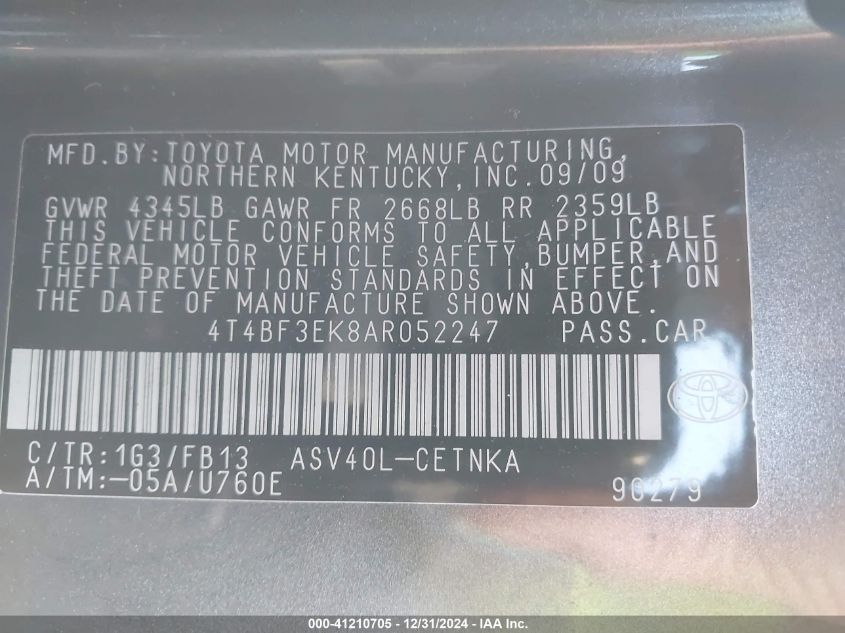 MFD.BY:TOYOTA MOTOR MANUFACTURING,
NORTHERN KENTUCKY,INC.09/09
GVWR 4345LB GAWR FR 2668LB RR 2359LB
THIS VEHICLE CONFORMS TO ALL APPLICABLE
FEDERAL MOTOR VEHICLE SAFETY,BUMPER,AND
THEFT PREVENTION STANDARDS IN EFFECT ON
THE DATE OF MANUFACTURE SHOWN ABOVE.
4T4BF3EK8AR052247 PASS.CAR
C/TR:1G3/FB13 ASV40L-CETNKA
A/TM:-05A/U760E 90279
000-41210705 - 12/31/2024 - IAA Inc.